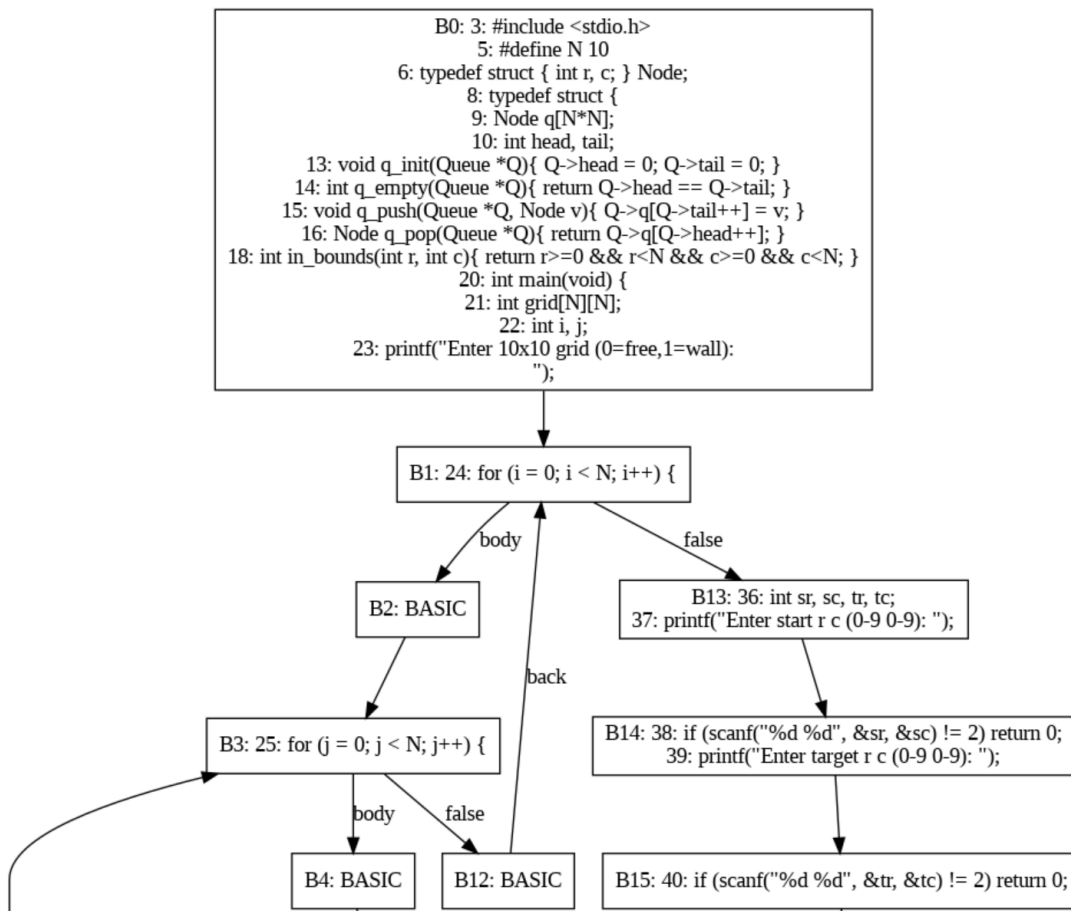 B0: 3: #include <stdio.h>
5: #define N 10
6: typedef struct { int r, c; } Node;
8: typedef struct {
9: Node q[N*N];
10: int head, tail;
13: void q_init(Queue *Q){ Q->head = 0; Q->tail = 0; }
14: int q_empty(Queue *Q){ return Q->head == Q->tail; }
15: void q_push(Queue *Q, Node v){ Q->q[Q->tail++] = v; }
16: Node q_pop(Queue *Q){ return Q->q[Q->head++]; }
18: int in_bounds(int r, int c){ return r>=0 && r<N && c>=0 && c<N; }
20: int main(void) {
21: int grid[N][N];
22: int i, j;
23: printf("Enter 10x10 grid (0=free,1=wall):
");
B1: 24: for (i = 0; i < N; i++) {
body
false
B2: BASIC
B13: 36: int sr, sc, tr, tc;
37: printf("Enter start r c (0-9 0-9): ");
back
B3: 25: for (j = 0; j < N; j++) {
B14: 38: if (scanf("%d %d", &sr, &sc) != 2) return 0;
39: printf("Enter target r c (0-9 0-9): ");
body
false
B4: BASIC
B12: BASIC
B15: 40: if (scanf("%d %d", &tr, &tc) != 2) return 0;